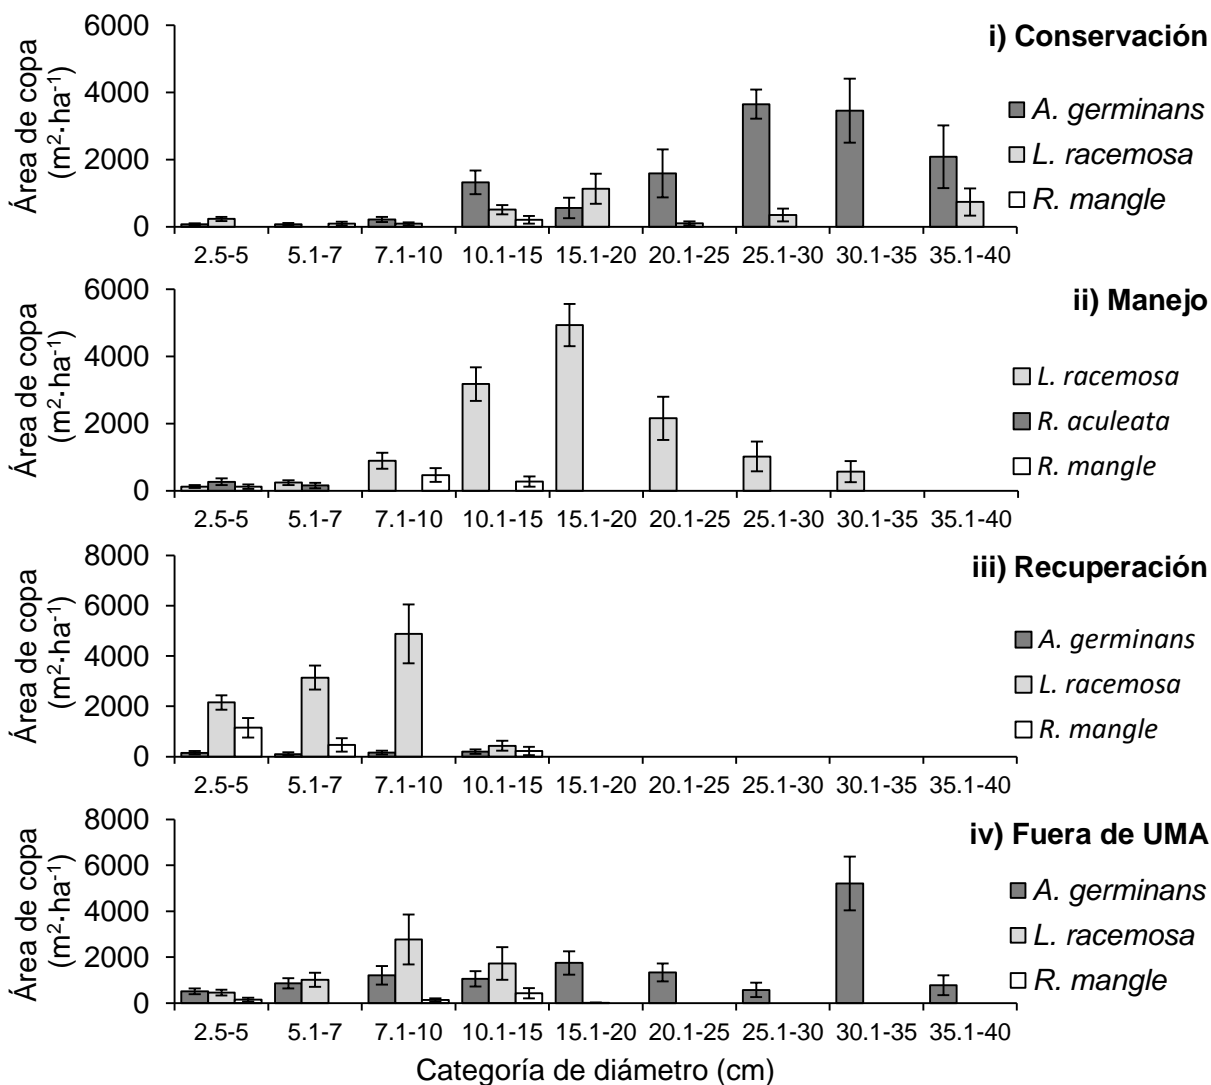 i) Conservación
Área de copa
(m²·ha⁻¹)
6000
4000
2000
0
A. germinans
L. racemosa
R. mangle
2.5-5 5.1-7 7.1-10 10.1-15 15.1-20 20.1-25 25.1-30 30.1-35 35.1-40
ii) Manejo
Área de copa
(m²·ha⁻¹)
6000
4000
2000
0
L. racemosa
R. aculeata
R. mangle
2.5-5 5.1-7 7.1-10 10.1-15 15.1-20 20.1-25 25.1-30 30.1-35 35.1-40
iii) Recuperación
Área de copa
(m²·ha⁻¹)
8000
6000
4000
2000
0
A. germinans
L. racemosa
R. mangle
2.5-5 5.1-7 7.1-10 10.1-15 15.1-20 20.1-25 25.1-30 30.1-35 35.1-40
iv) Fuera de UMA
Área de copa
(m²·ha⁻¹)
8000
6000
4000
2000
0
A. germinans
L. racemosa
R. mangle
2.5-5 5.1-7 7.1-10 10.1-15 15.1-20 20.1-25 25.1-30 30.1-35 35.1-40
Categoría de diámetro (cm)